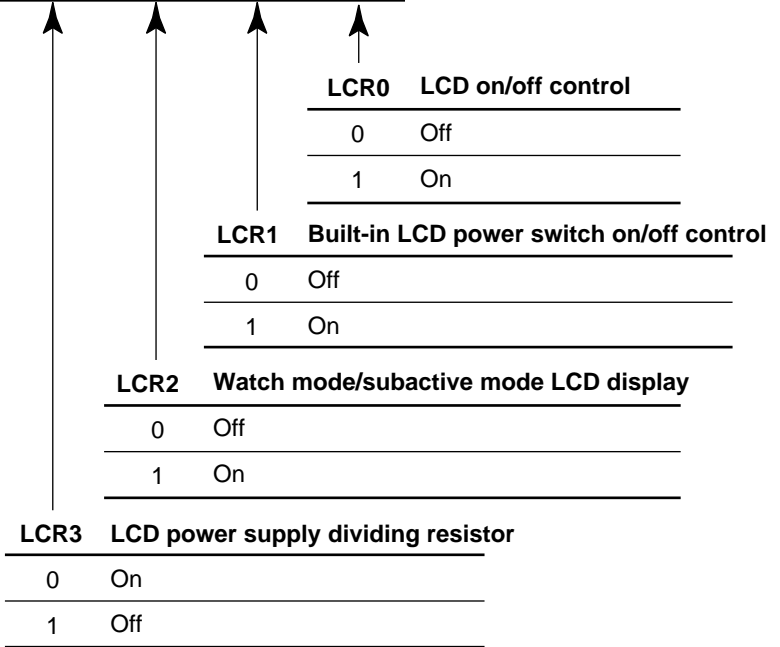 LCR0 LCD on/off control
0 Off
1 On
LCR1 Built-in LCD power switch on/off control
0 Off
1 On
LCR2 Watch mode/subactive mode LCD display
0 Off
1 On
LCR3 LCD power supply dividing resistor
0 On
1 Off